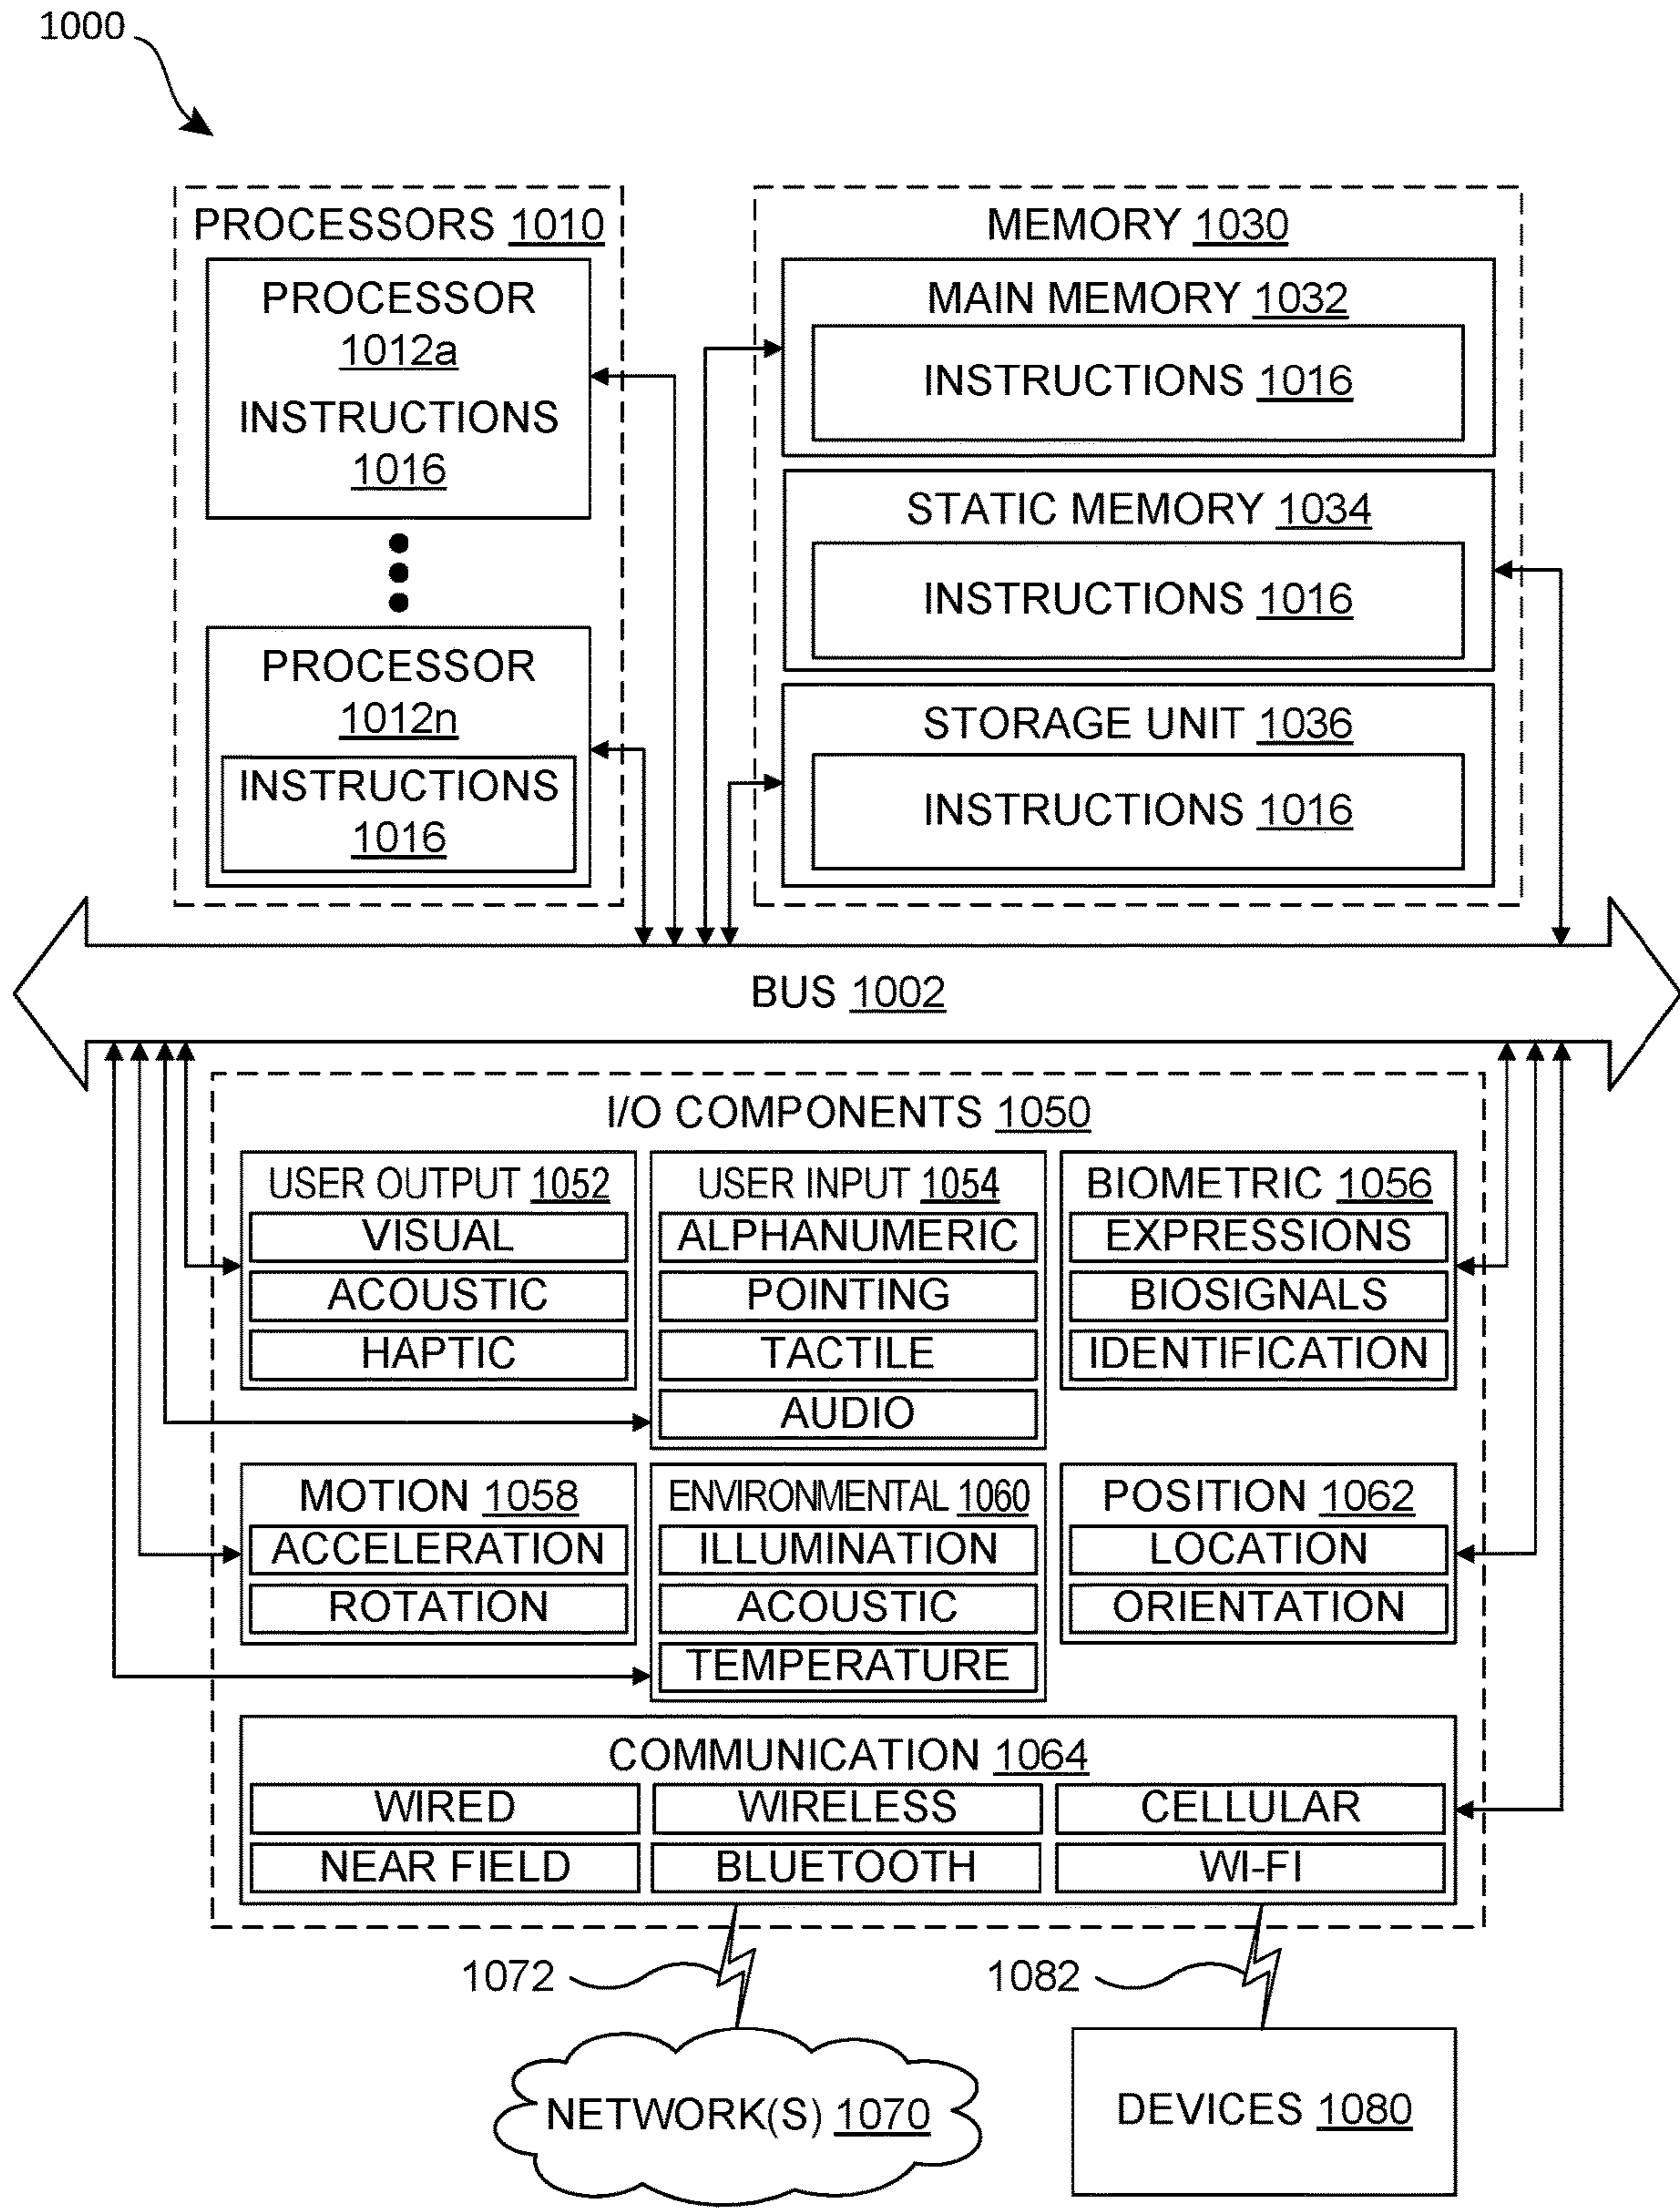 1000
PROCESSORS 1010
PROCESSOR
1012a
INSTRUCTIONS
1016
PROCESSOR
1012n
INSTRUCTIONS
1016
MEMORY 1030
MAIN MEMORY 1032
INSTRUCTIONS 1016
STATIC MEMORY 1034
INSTRUCTIONS 1016
STORAGE UNIT 1036
INSTRUCTIONS 1016
BUS 1002
I/O COMPONENTS 1050
USER OUTPUT 1052
VISUAL
ACOUSTIC
HAPTIC
USER INPUT 1054
ALPHANUMERIC
POINTING
TACTILE
AUDIO
BIOMETRIC 1056
EXPRESSIONS
BIOSIGNALS
IDENTIFICATION
MOTION 1058
ACCELERATION
ROTATION
ENVIRONMENTAL 1060
ILLUMINATION
ACOUSTIC
TEMPERATURE
POSITION 1062
LOCATION
ORIENTATION
COMMUNICATION 1064
WIRED
WIRELESS
CELLULAR
NEAR FIELD
BLUETOOTH
WI-FI
1072
1082
NETWORK(S) 1070
DEVICES 1080